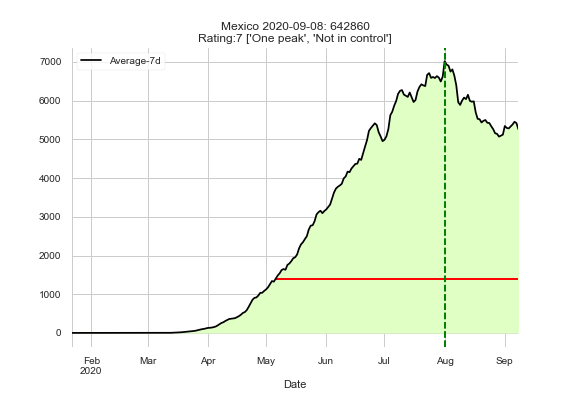 Mexico 2020-09-08: 642860
Rating:7 ['One peak', 'Not in control']
Average-7d
7000
6000
5000
4000
3000
2000
1000
0
Feb Mar Apr May Jun Jul Aug Sep
2020
Date